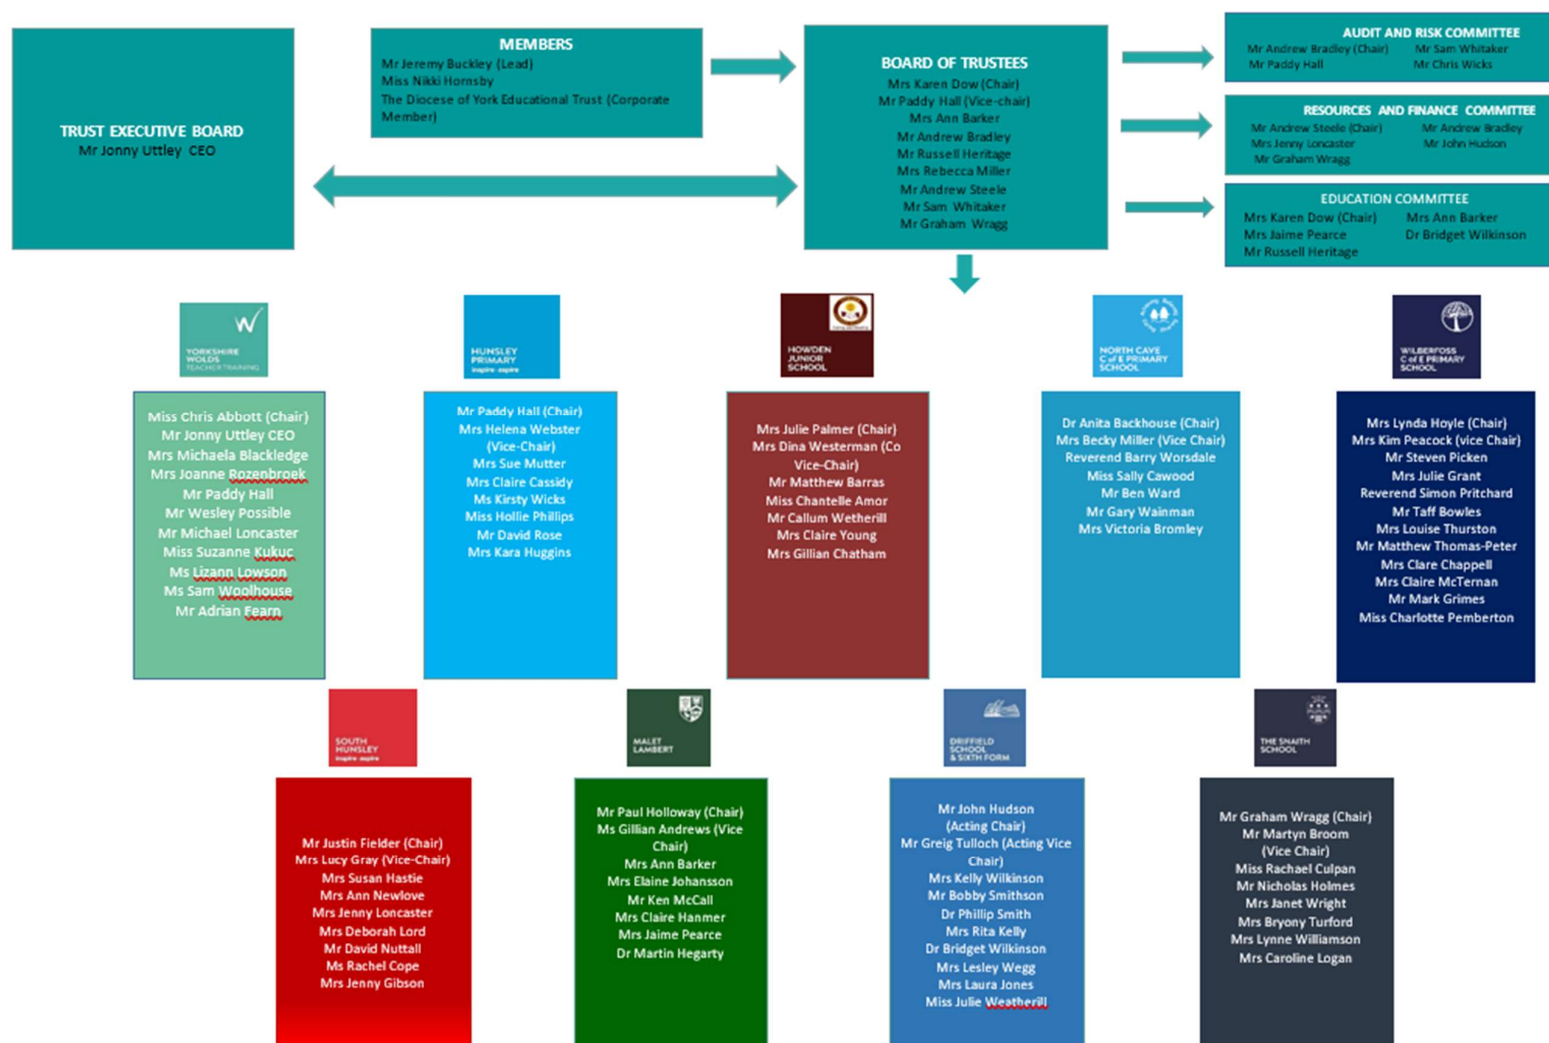 TRUST EXECUTIVE BOARD
Mr Jonny Uttley CEO
MEMBERS
Mr Jeremy Buckley (Lead)
Miss Nikki Hornsby
The Diocese of York Educational Trust (Corporate
Member)
BOARD OF TRUSTEES
Mrs Karen Dow (Chair)
Mr Paddy Hall (Vice-chair)
Mrs Ann Barker
Mr Andrew Bradley
Mr Russell Heritage
Mrs Rebecca Miller
Mr Andrew Steele
Mr Sam Whitaker
Mr Graham Wragg
AUDIT AND RISK COMMITTEE
Mr Andrew Bradley (Chair) Mr Sam Whitaker
Mr Paddy Hall Mr Chris Wicks
RESOURCES AND FINANCE COMMITTEE
Mr Andrew Steele (Chair) Mr Andrew Bradley
Mrs Jenny Loncaster Mr John Hudson
Mr Graham Wragg
EDUCATION COMMITTEE
Mrs Karen Dow (Chair) Mrs Ann Barker
Mrs Jaime Pearce Dr Bridget Wilkinson
Mr Russell Heritage
YORKSHIRE
WOLDS
TEACHER TRAINING
Miss Chris Abbott (Chair)
Mr Jonny Uttley CEO
Mrs Michaela Blackledge
Mrs Joanne Rozenbroek
Mr Paddy Hall
Mr Wesley Possible
Mr Michael Loncaster
Miss Suzanne Kukuc
Ms Lizann Lowson
Ms Sam Woolhouse
Mr Adrian Fearn
HUNSLEY
PRIMARY
inspire · aspire
Mr Paddy Hall (Chair)
Mrs Helena Webster
(Vice-Chair)
Mrs Sue Mutter
Mrs Claire Cassidy
Ms Kirsty Wicks
Miss Hollie Phillips
Mr David Rose
Mrs Kara Huggins
HOWDEN
JUNIOR
SCHOOL
Mrs Julie Palmer (Chair)
Mrs Dina Westerman (Co
Vice-Chair)
Mr Matthew Barras
Miss Chantelle Amor
Mr Callum Wetherill
Mrs Claire Young
Mrs Gillian Chatham
NORTH CAVE
C of E PRIMARY
SCHOOL
Dr Anita Backhouse (Chair)
Mrs Becky Miller (Vice Chair)
Reverend Barry Worsdale
Miss Sally Cawood
Mr Ben Ward
Mr Gary Wainman
Mrs Victoria Bromley
WILBERFOSS
C of E PRIMARY
SCHOOL
Mrs Lynda Hoyle (Chair)
Mrs Kim Peacock (vice Chair)
Mr Steven Picken
Mrs Julie Grant
Reverend Simon Pritchard
Mr Taff Bowles
Mrs Louise Thurston
Mr Matthew Thomas-Peter
Mrs Clare Chappell
Mrs Claire McTernan
Mr Mark Grimes
Miss Charlotte Pemberton
SOUTH
HUNSLEY
inspire · aspire
Mr Justin Fielder (Chair)
Mrs Lucy Gray (Vice-Chair)
Mrs Susan Hastie
Mrs Ann Newlove
Mrs Jenny Loncaster
Mrs Deborah Lord
Mr David Nuttall
Ms Rachel Cope
Mrs Jenny Gibson
MALET
LAMBERT
Mr Paul Holloway (Chair)
Ms Gillian Andrews (Vice
Chair)
Mrs Ann Barker
Mrs Elaine Johansson
Mr Ken McCall
Mrs Claire Hanmer
Mrs Jaime Pearce
Dr Martin Hegarty
DRIFFIELD
SCHOOL
& SIXTH FORM
Mr John Hudson
(Acting Chair)
Mr Greig Tulloch (Acting Vice
Chair)
Mrs Kelly Wilkinson
Mr Bobby Smithson
Dr Phillip Smith
Mrs Rita Kelly
Dr Bridget Wilkinson
Mrs Lesley Wegg
Mrs Laura Jones
Miss Julie Weatherill
THE SNAITH
SCHOOL
Mr Graham Wragg (Chair)
Mr Martyn Broom
(Vice Chair)
Miss Rachael Culpan
Mr Nicholas Holmes
Mrs Janet Wright
Mrs Bryony Turford
Mrs Lynne Williamson
Mrs Caroline Logan